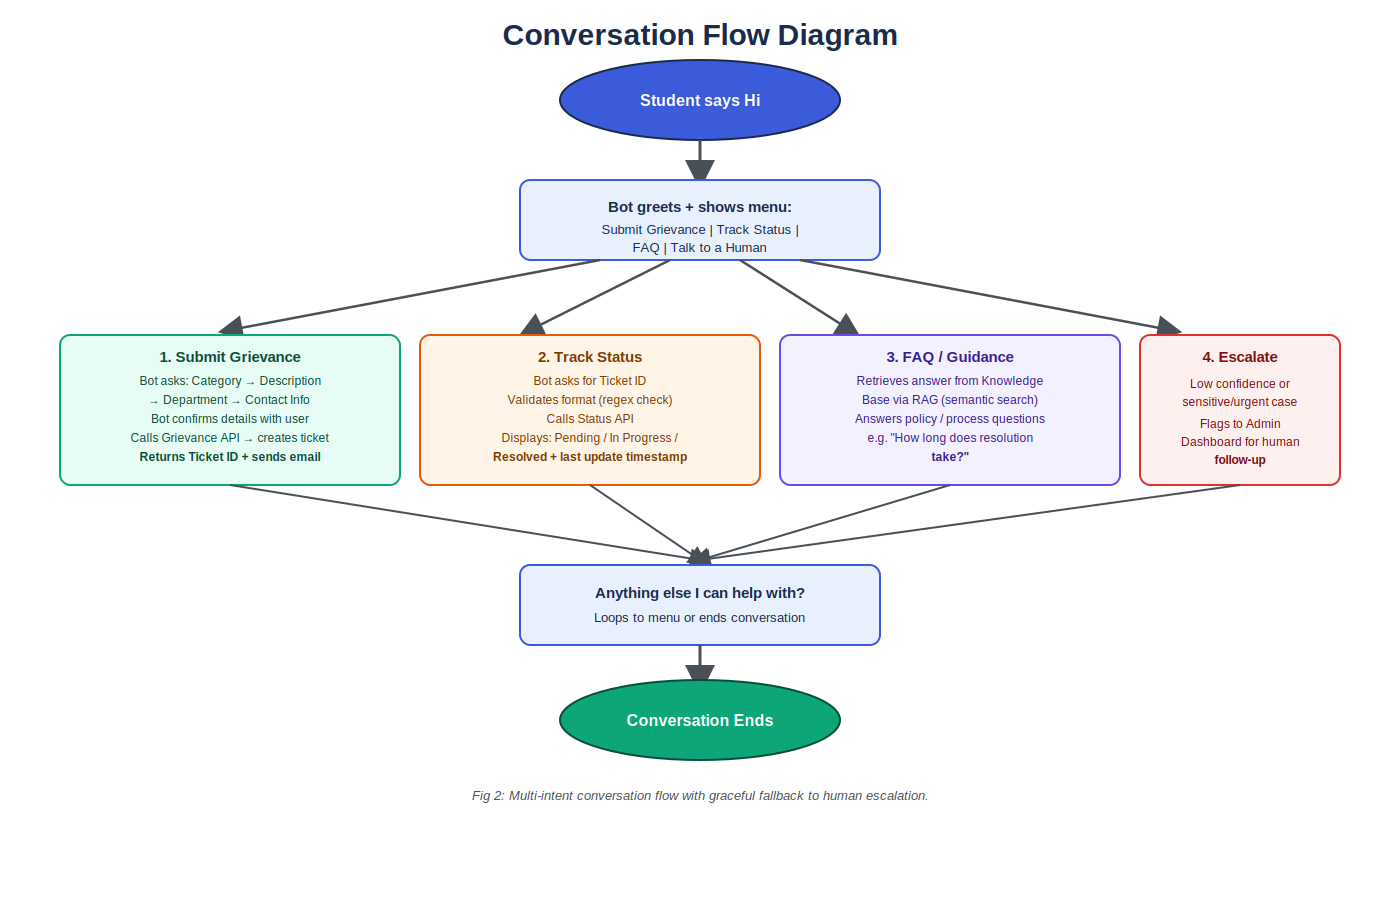 Conversation Flow Diagram
Student says Hi
Bot greets + shows menu:
Submit Grievance | Track Status |
FAQ | Talk to a Human
1. Submit Grievance
Bot asks: Category → Description
→ Department → Contact Info
Bot confirms details with user
Calls Grievance API → creates ticket
Returns Ticket ID + sends email
2. Track Status
Bot asks for Ticket ID
Validates format (regex check)
Calls Status API
Displays: Pending / In Progress /
Resolved + last update timestamp
3. FAQ / Guidance
Retrieves answer from Knowledge
Base via RAG (semantic search)
Answers policy / process questions
e.g. "How long does resolution
take?"
4. Escalate
Low confidence or
sensitive/urgent case
Flags to Admin
Dashboard for human
follow-up
Anything else I can help with?
Loops to menu or ends conversation
Conversation Ends
Fig 2: Multi-intent conversation flow with graceful fallback to human escalation.